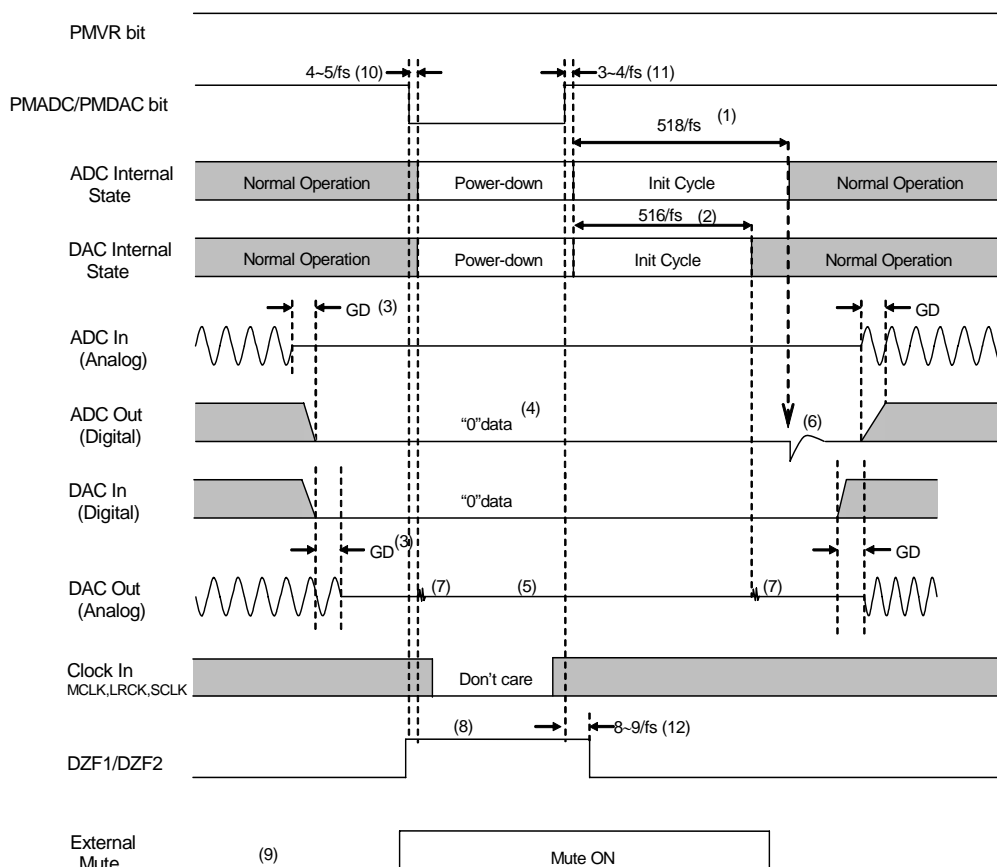 PMVR bit
4~5/fs (10)
3~4/fs (11)
PMADC/PMDAC bit
518/fs (1)
ADC Internal
State
Normal Operation
Power-down
Init Cycle
Normal Operation
516/fs (2)
DAC Internal
State
Normal Operation
Power-down
Init Cycle
Normal Operation
GD (3)
GD
ADC In
(Analog)
ADC Out
(Digital)
“0”data (4)
(6)
DAC In
(Digital)
“0”data
GD (3)
GD
DAC Out
(Analog)
(7)
(5)
(7)
Clock In
MCLK,LRCK,SCLK
Don’t care
8~9/fs (12)
(8)
DZF1/DZF2
External
Mute
(9)
Mute ON